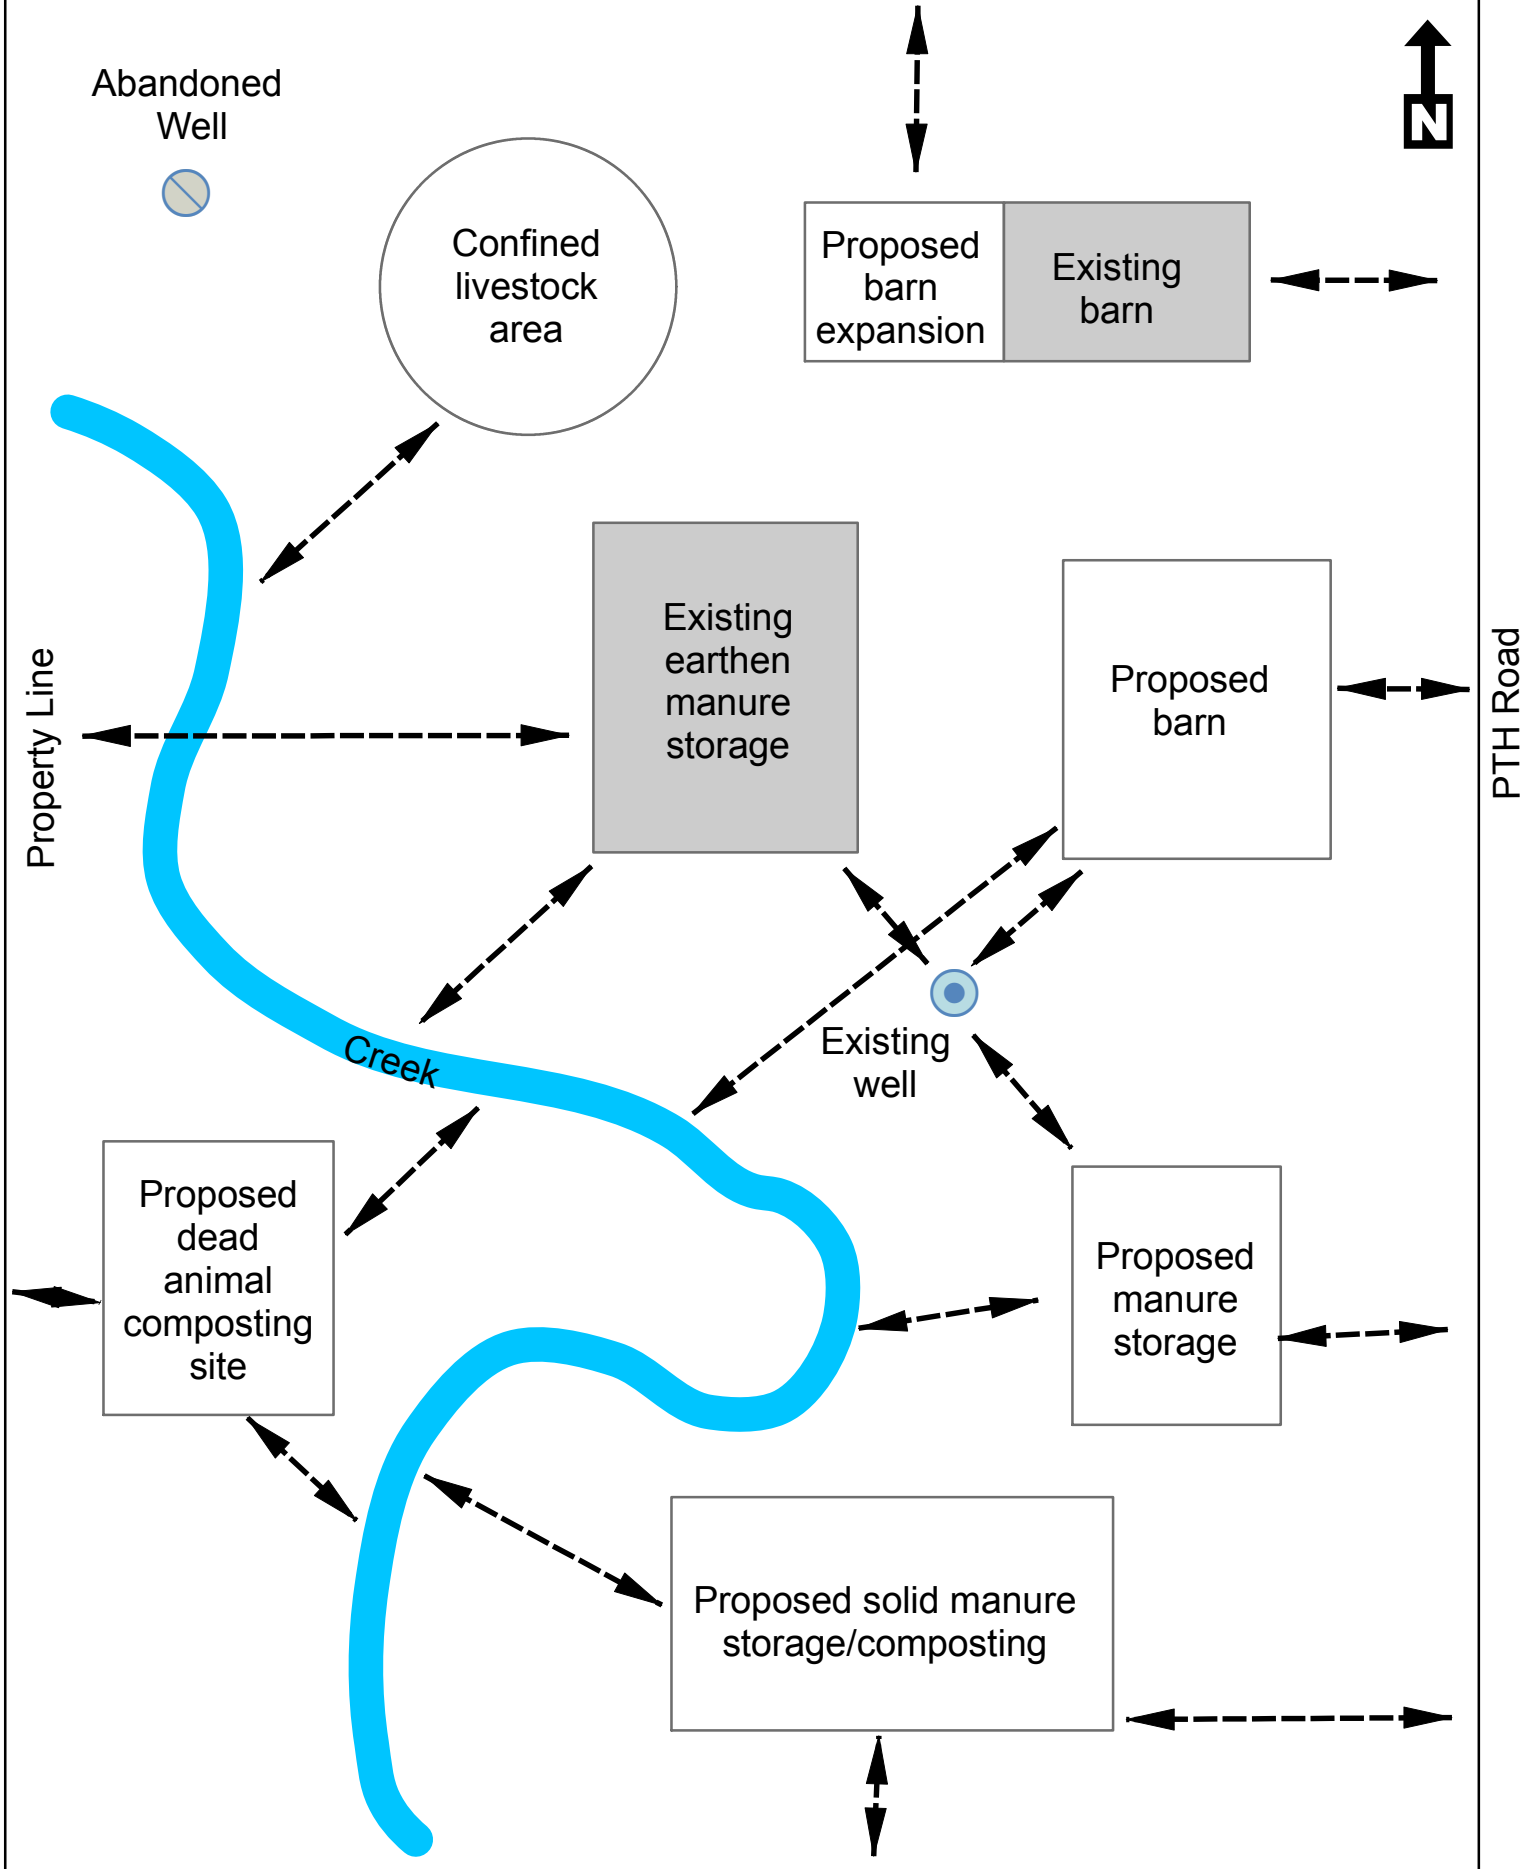 Abandoned
Well
N
Confined
livestock
area
Proposed
barn
expansion
Existing
barn
Existing
earthen
manure
storage
Proposed
barn
Property Line
PTH Road
Existing
well
Creek
Proposed
dead
animal
composting
site
Proposed
manure
storage
Proposed solid manure
storage/composting